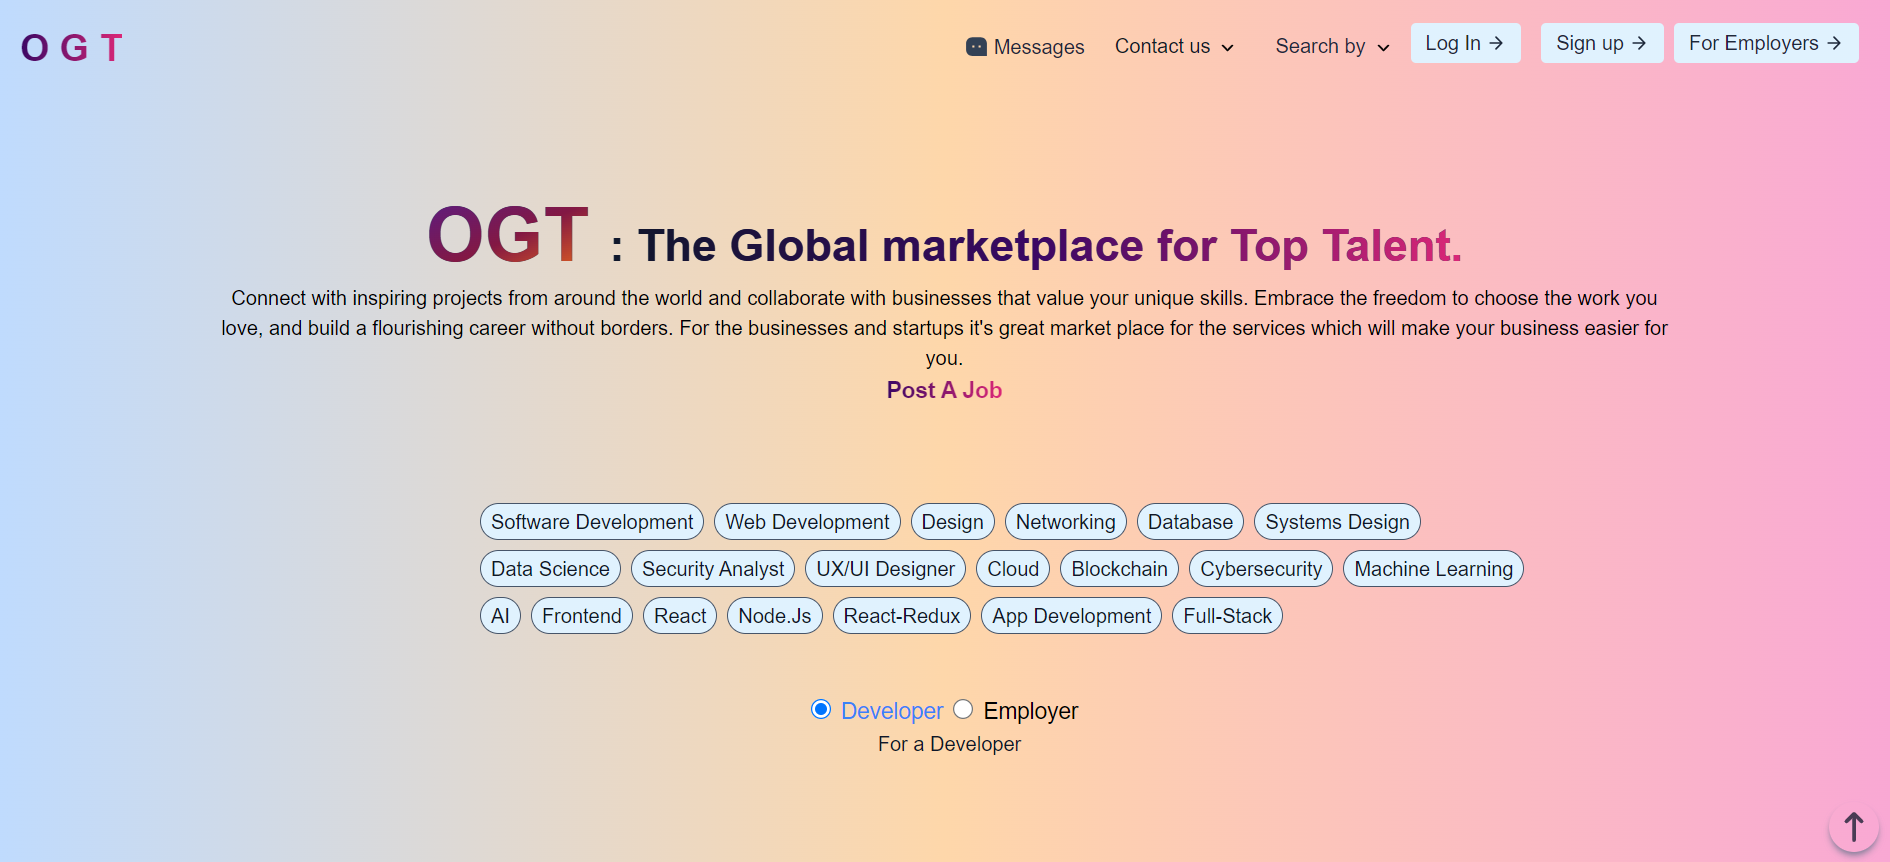 O G T
Messages Contact us Search by Log In Sign up For Employers
OGT : The Global marketplace for Top Talent.
Connect with inspiring projects from around the world and collaborate with businesses that value your unique skills. Embrace the freedom to choose the work you
love, and build a flourishing career without borders. For the businesses and startups it's great market place for the services which will make your business easier for
you.
Post A Job
Software Development Web Development Design Networking Database Systems Design
Data Science Security Analyst UX/UI Designer Cloud Blockchain Cybersecurity Machine Learning
AI Frontend React Node.Js React-Redux App Development Full-Stack
Developer Employer
For a Developer